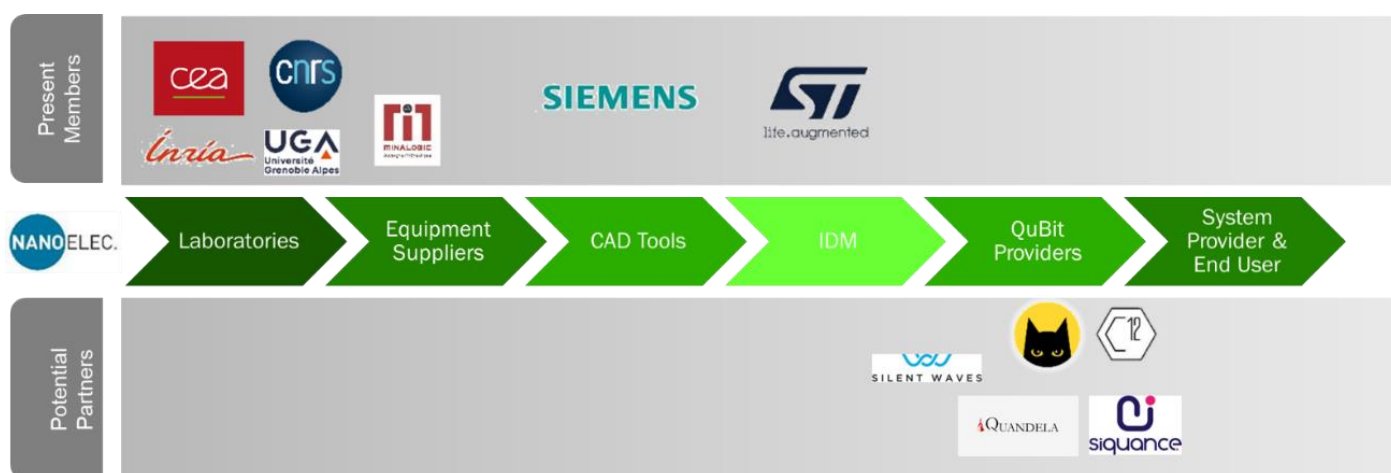 Present
Members
cea
cnrs
Inria
UGA
Université
Grenoble Alpes
MINALOGIC
SIEMENS
life.augmented
NANOELEC.
Laboratories
Equipment
Suppliers
CAD Tools
IDM
QuBit
Providers
System
Provider &
End User
Potential
Partners
SILENT WAVES
C12
QUANDELA
siquance